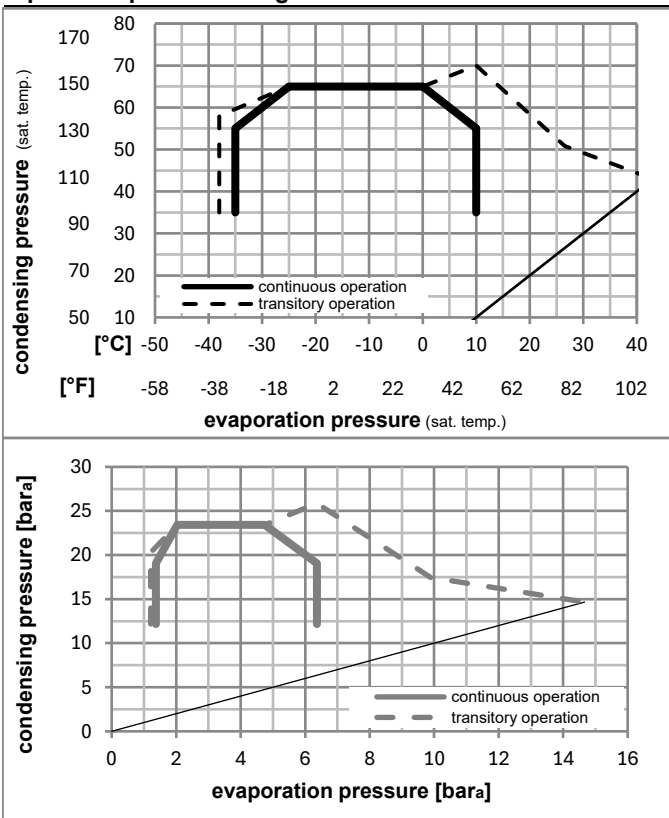 170 80
150 70
60
130 50
110 40
90 30
70 20
50 10
condensing pressure (sat. temp.)
continuous operation
transitory operation
[°C] -50 -40 -30 -20 -10 0 10 20 30 40
[°F] -58 -38 -18 2 22 42 62 82 102
evaporation pressure (sat. temp.)
30
25
20
15
10
5
0
condensing pressure [bara]
continuous operation
transitory operation
0 2 4 6 8 10 12 14 16
evaporation pressure [bara]